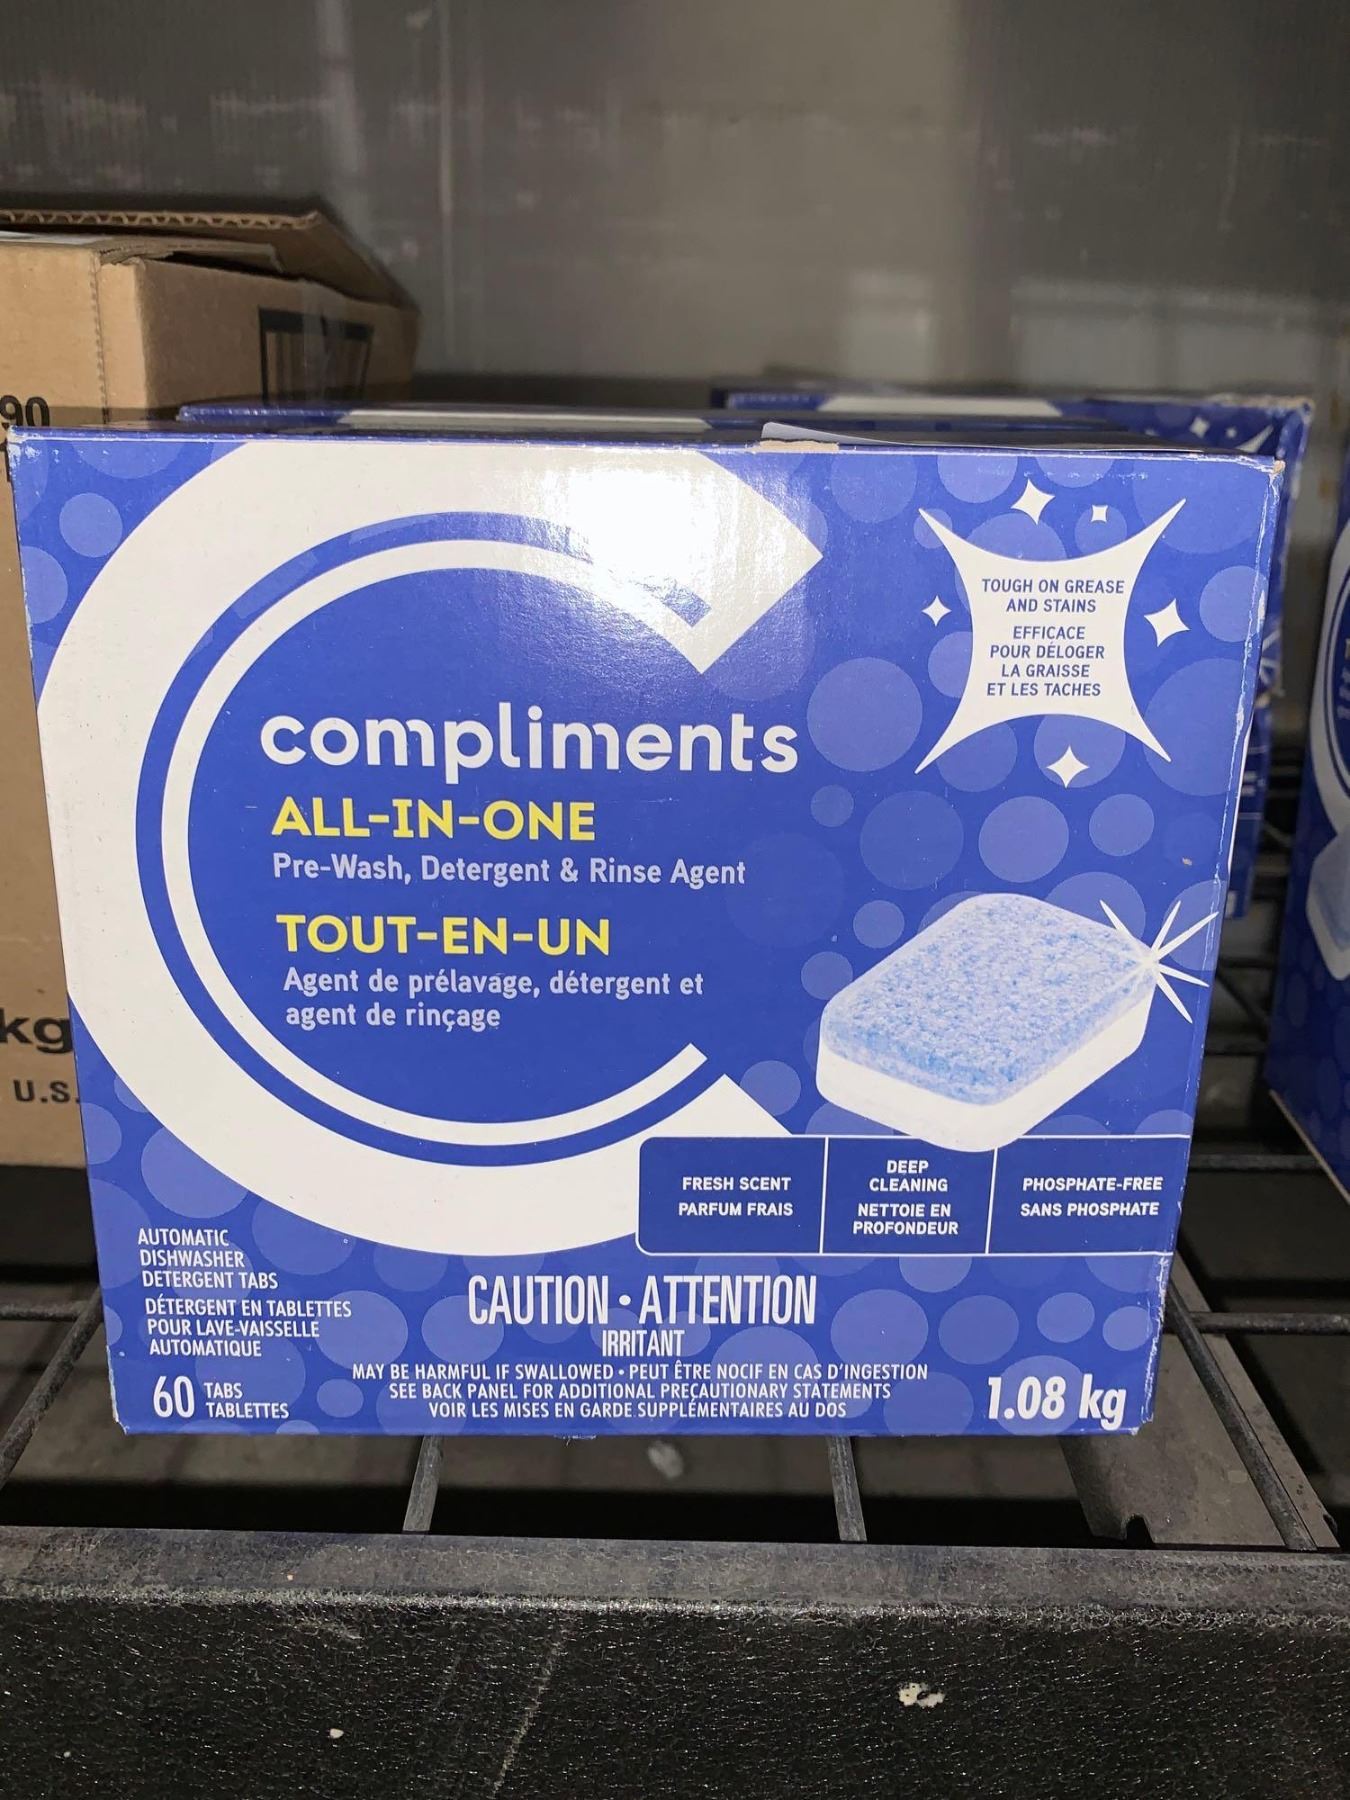 90
kg
U.S.
compliments
ALL-IN-ONE
Pre-Wash, Detergent & Rinse Agent
TOUT-EN-UN
Agent de prélavage, détergent et
agent de rinçage
TOUGH ON GREASE
AND STAINS
EFFICACE
POUR DÉLOGER
LA GRAISSE
ET LES TACHES
FRESH SCENT
PARFUM FRAIS
DEEP
CLEANING
NETTOIE EN
PROFONDEUR
PHOSPHATE-FREE
SANS PHOSPHATE
AUTOMATIC
DISHWASHER
DETERGENT TABS
DÉTERGENT EN TABLETTES
POUR LAVE-VAISSELLE
AUTOMATIQUE
60 TABS
TABLETTES
CAUTION • ATTENTION
IRRITANT
MAY BE HARMFUL IF SWALLOWED • PEUT ÊTRE NOCIF EN CAS D'INGESTION
SEE BACK PANEL FOR ADDITIONAL PRECAUTIONARY STATEMENTS
VOIR LES MISES EN GARDE SUPPLÉMENTAIRES AU DOS
1.08 kg